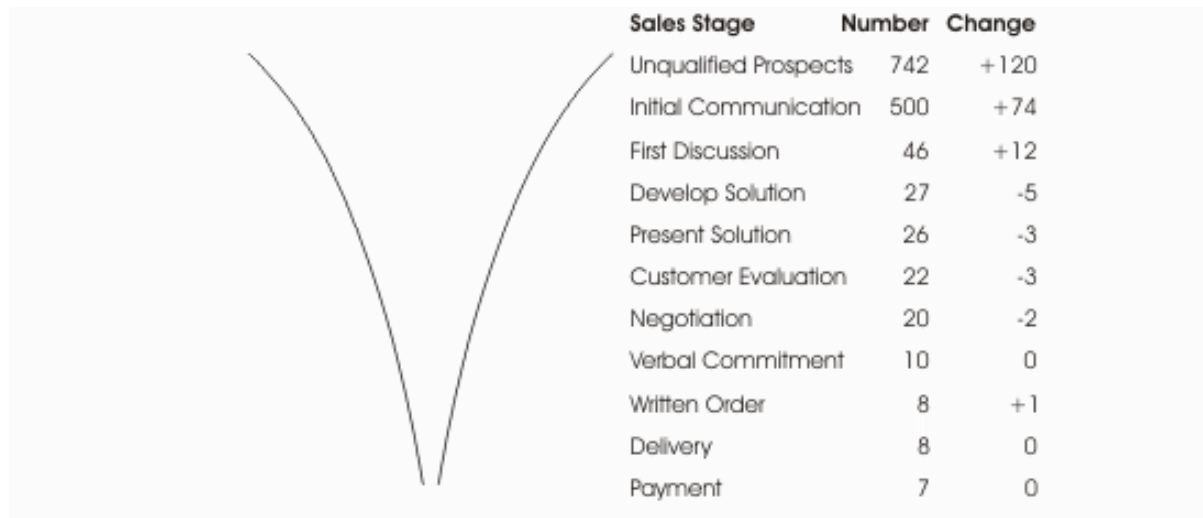 Sales Stage Number Change
Unqualified Prospects 742 +120
Initial Communication 500 +74
First Discussion 46 +12
Develop Solution 27 -5
Present Solution 26 -3
Customer Evaluation 22 -3
Negotiation 20 -2
Verbal Commitment 10 0
Written Order 8 +1
Delivery 8 0
Payment 7 0